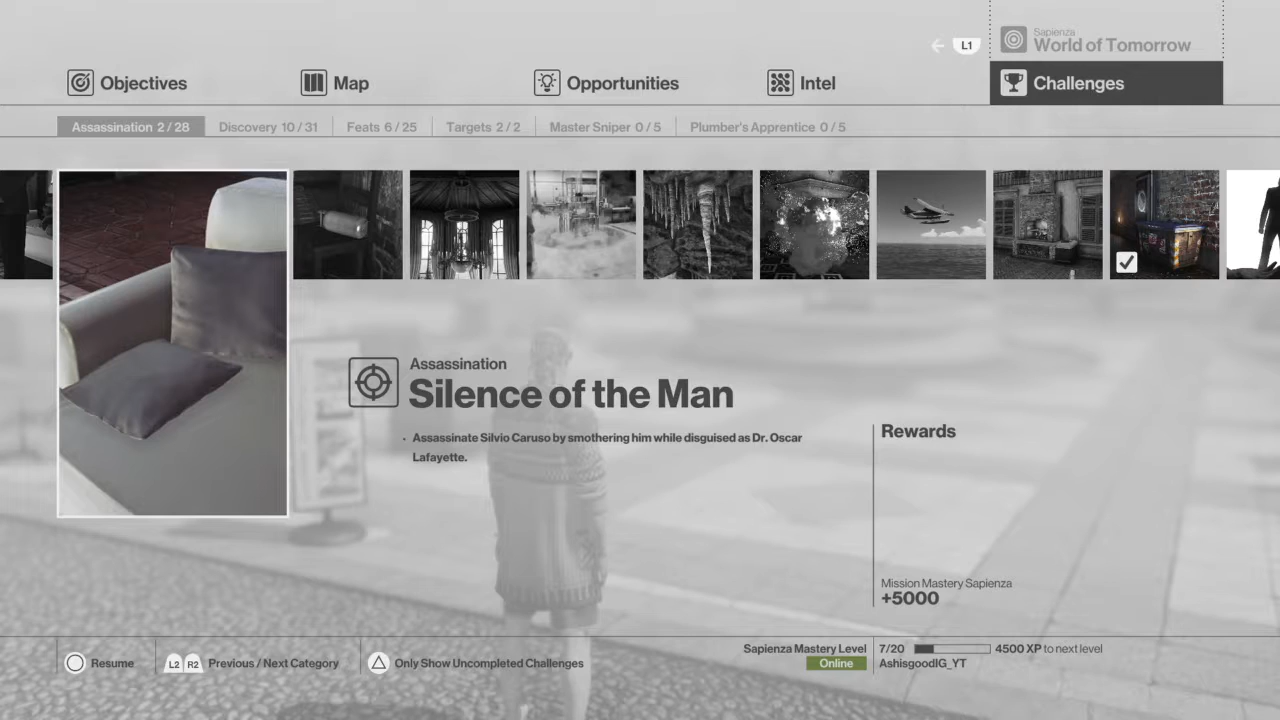 L1
Sapienza
World of Tomorrow
Objectives
Map
Opportunities
Intel
Challenges
Assassination 2 / 28
Discovery 10 / 31
Feats 6 / 25
Targets 2 / 2
Master Sniper 0 / 5
Plumber's Apprentice 0 / 5
Assassination
Silence of the Man
· Assassinate Silvio Caruso by smothering him while disguised as Dr. Oscar
Lafayette.
Rewards
Mission Mastery Sapienza
+5000
Resume
L2 R2 Previous / Next Category
Only Show Uncompleted Challenges
Sapienza Mastery Level
7/20
4500 XP to next level
Online
AshisgoodIG_YT